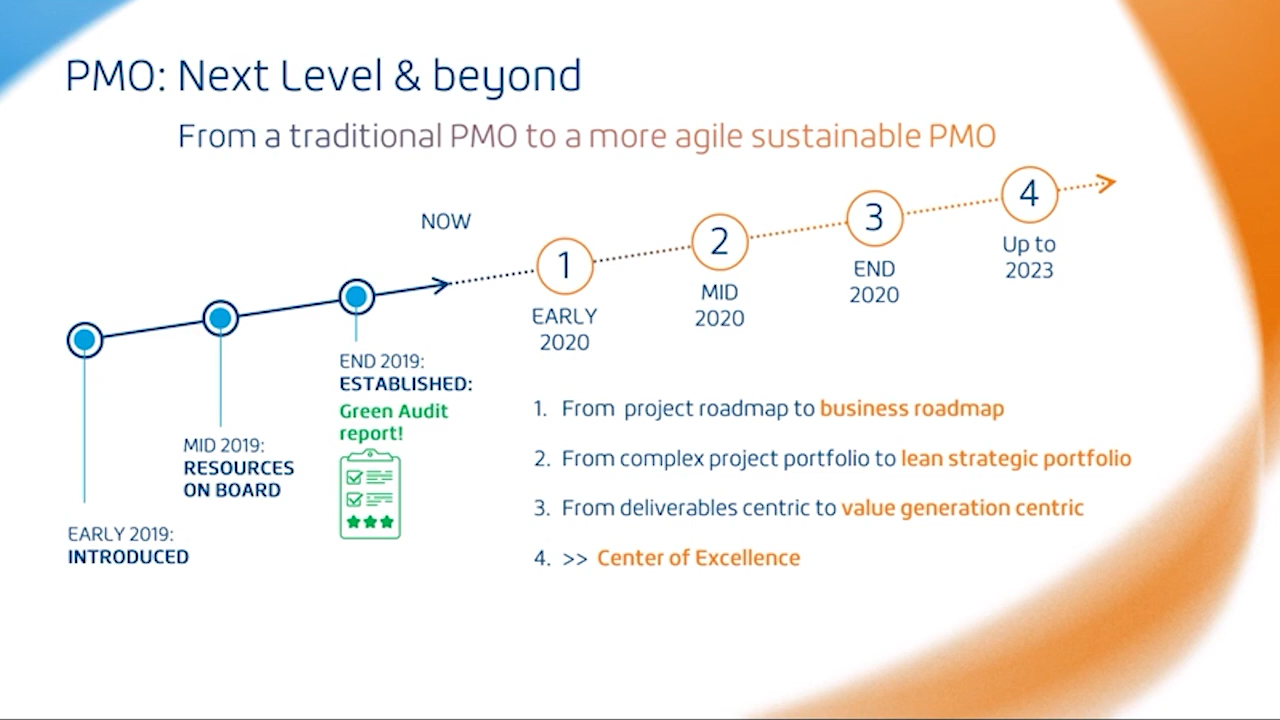 PMO: Next Level & beyond
From a traditional PMO to a more agile sustainable PMO
NOW
1
EARLY
2020
2
MID
2020
3
END
2020
4
Up to
2023
EARLY 2019:
INTRODUCED
MID 2019:
RESOURCES
ON BOARD
END 2019:
ESTABLISHED:
Green Audit
report!
1. From project roadmap to business roadmap
2. From complex project portfolio to lean strategic portfolio
3. From deliverables centric to value generation centric
4. >> Center of Excellence